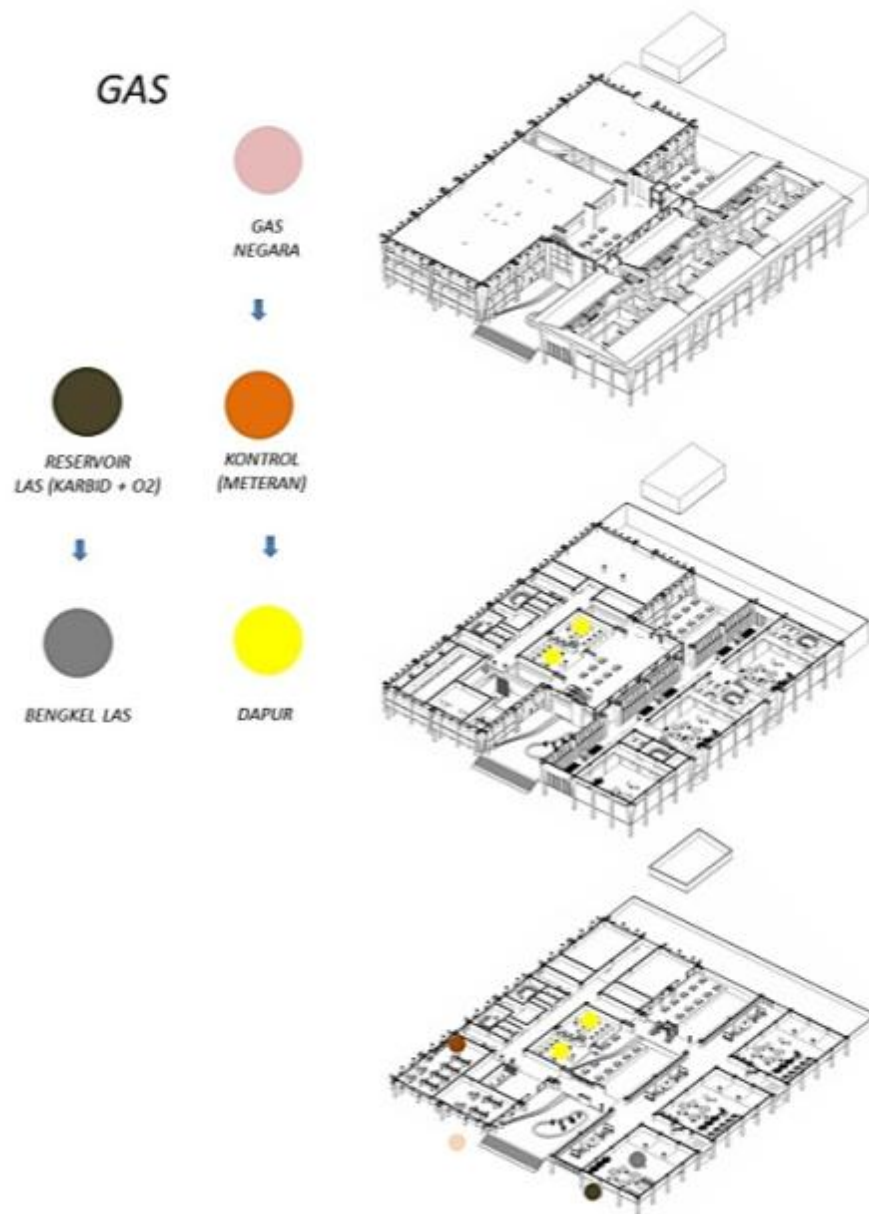 GAS
GAS
NEGARA
RESERVOIR
LAS (KARBID + O2)
KONTROL
(METERAN)
BENGKEL LAS
DAPUR